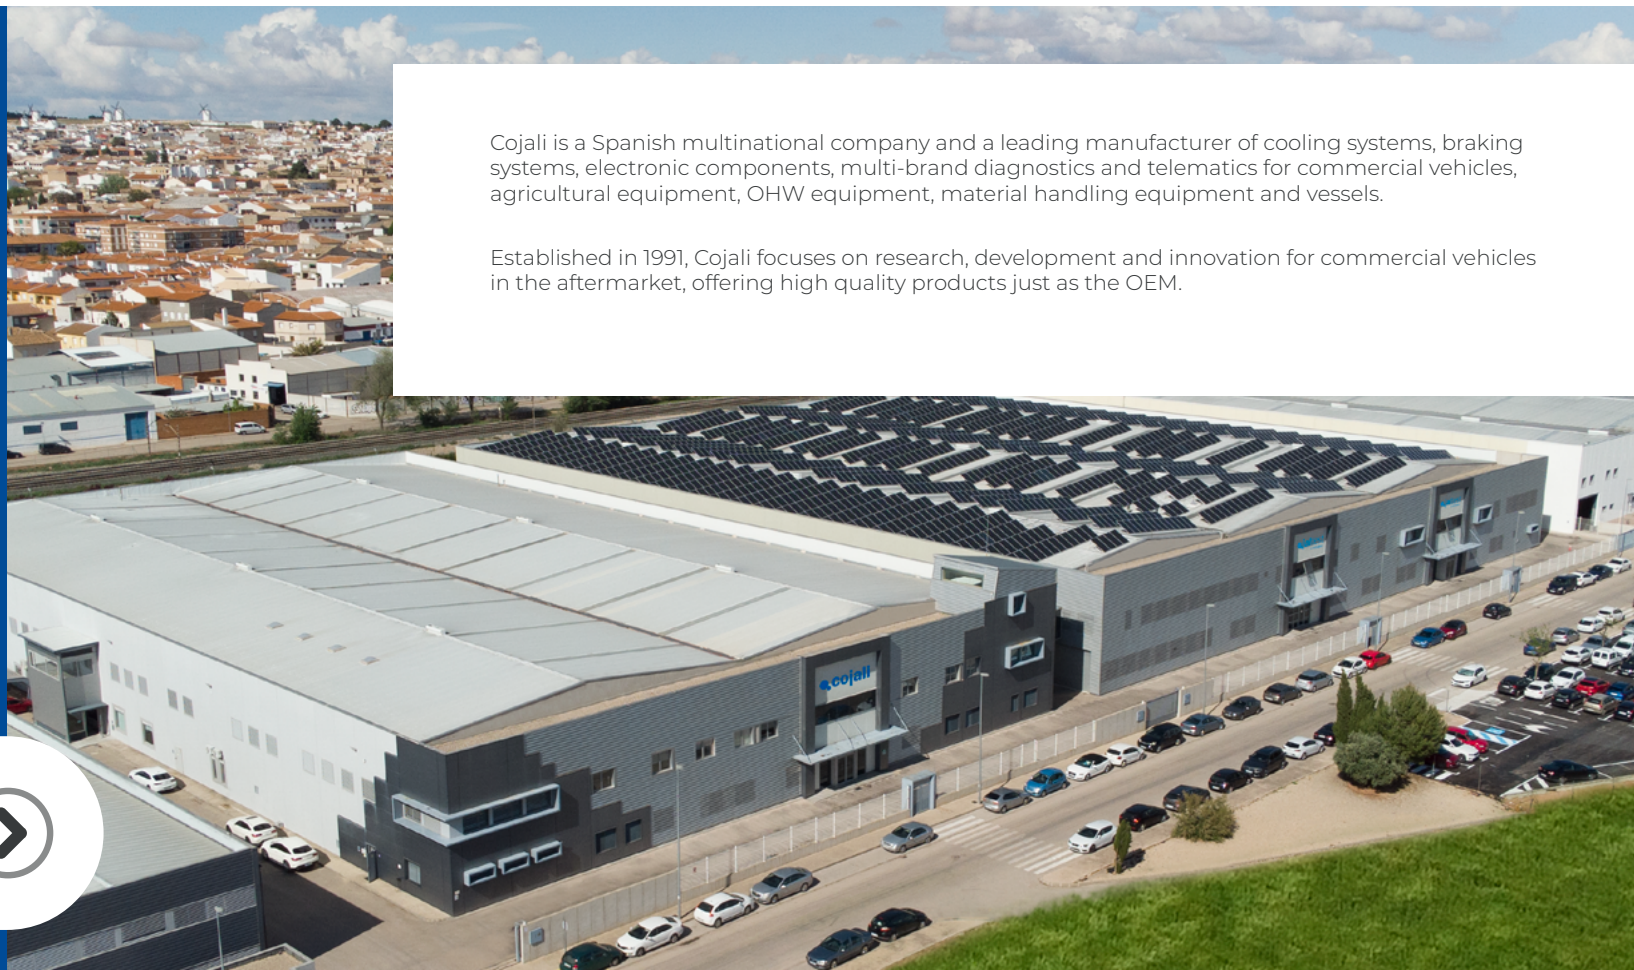 Cojali is a Spanish multinational company and a leading manufacturer of cooling systems, braking
systems, electronic components, multi-brand diagnostics and telematics for commercial vehicles,
agricultural equipment, OHW equipment, material handling equipment and vessels.
Established in 1991, Cojali focuses on research, development and innovation for commercial vehicles
in the aftermarket, offering high quality products just as the OEM.
cojali